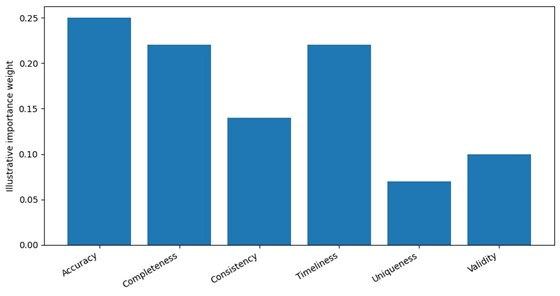 Illustrative importance weight
0.25
0.20
0.15
0.10
0.05
0.00
Accuracy
Completeness
Consistency
Timeliness
Uniqueness
Validity